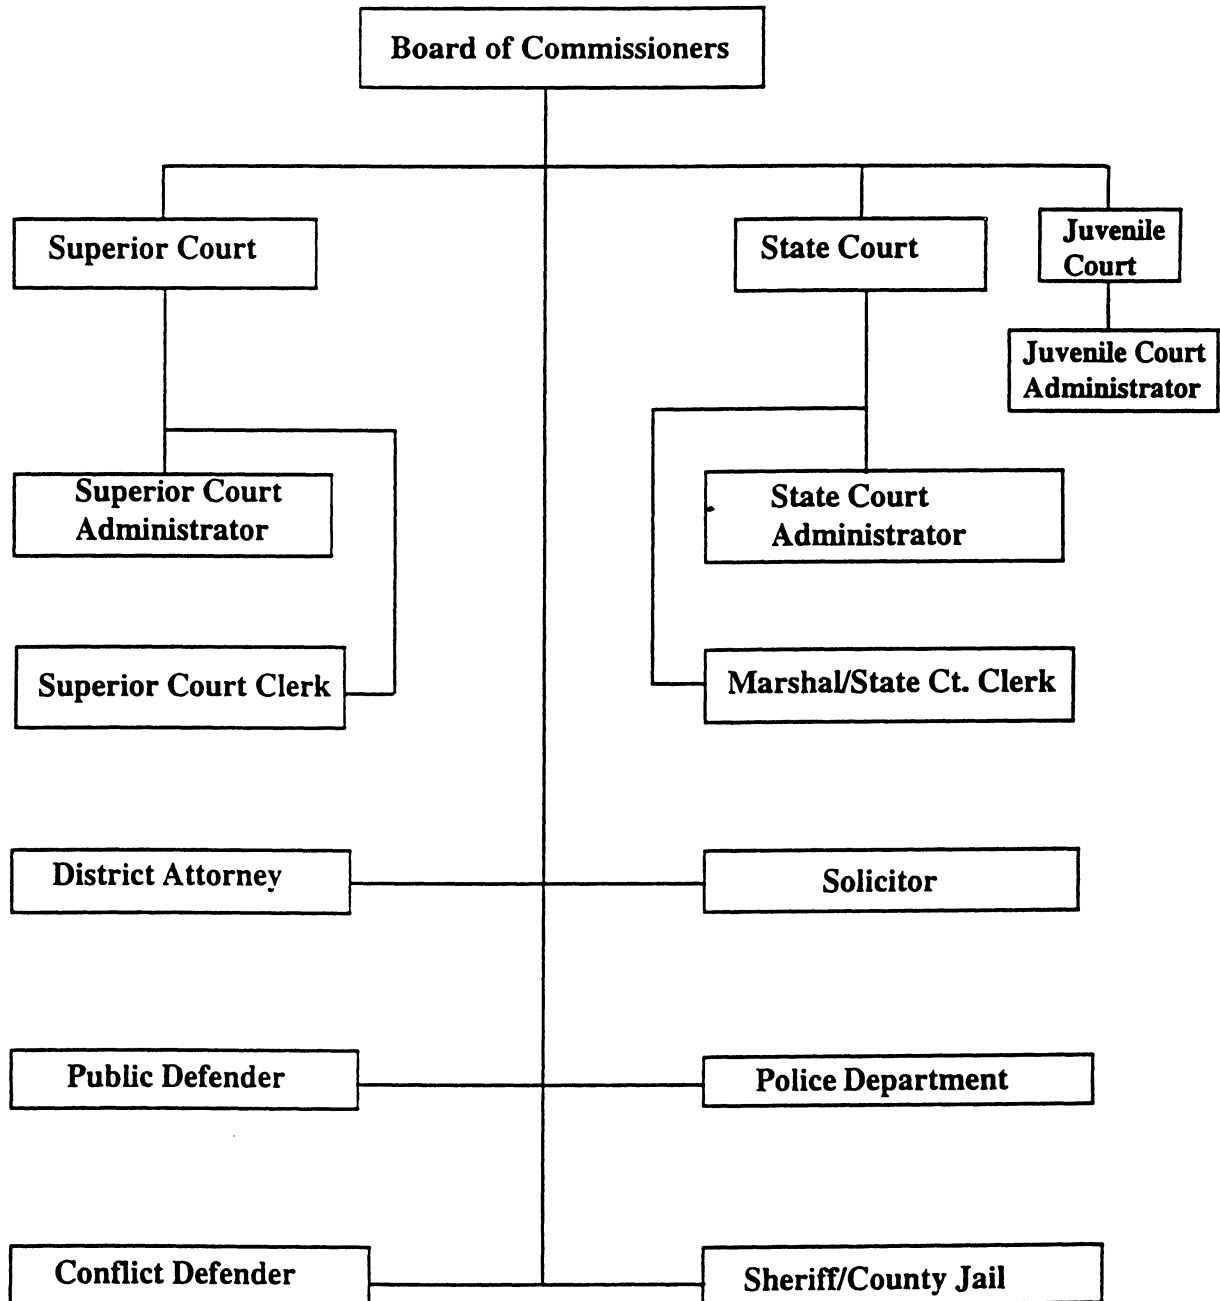 Board of Commissioners
Superior Court
State Court
Juvenile
Court
Juvenile Court
Administrator
Superior Court
Administrator
State Court
Administrator
Superior Court Clerk
Marshal/State Ct. Clerk
District Attorney
Solicitor
Public Defender
Police Department
Conflict Defender
Sheriff/County Jail